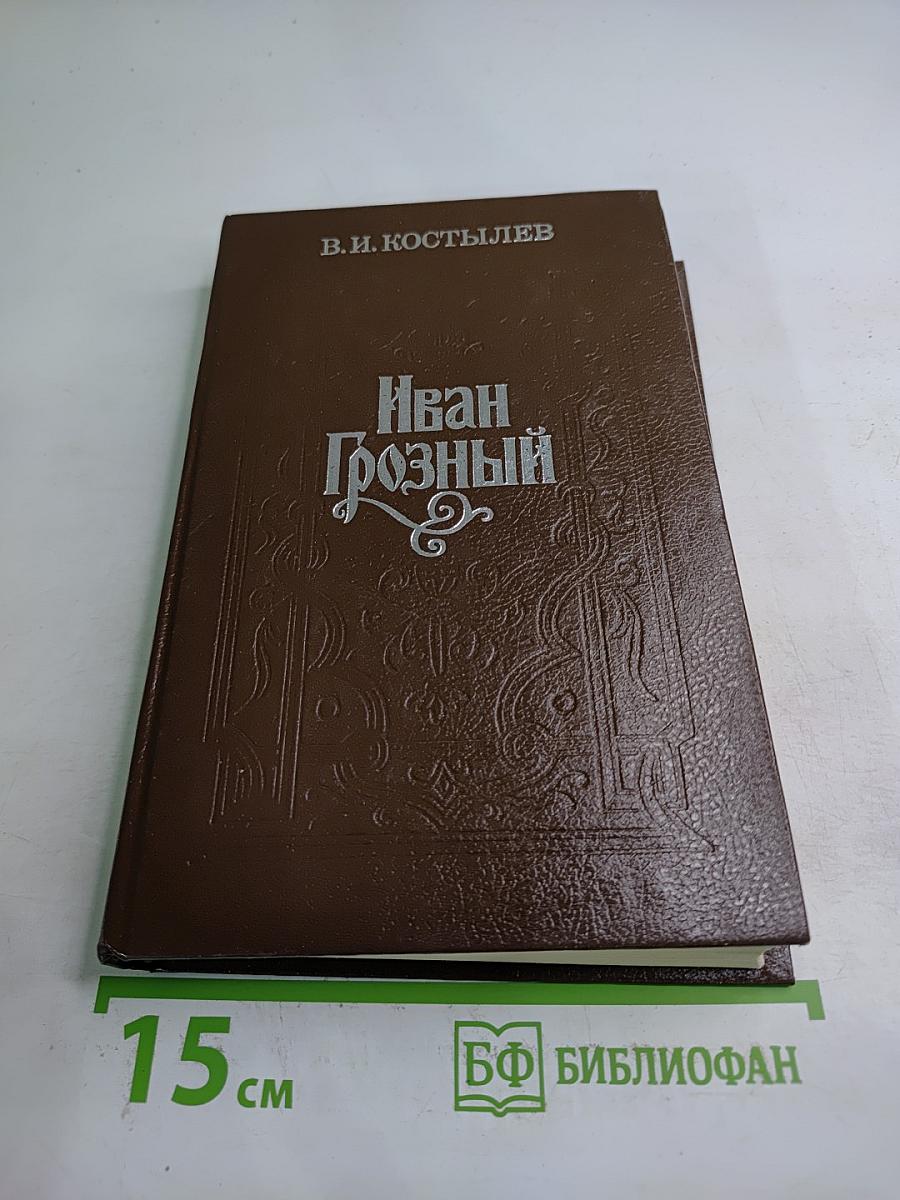 В. И. КОСТЫЛЕВ
Иван
Грозный
15 см
БФ БИБЛИОФАН